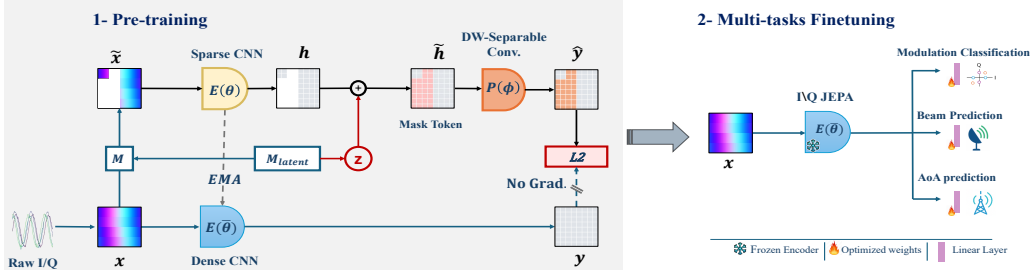 1- Pre-training
2- Multi-tasks Finetuning
x̃
Sparse CNN
h
h̃
DW-Separable
Conv.
ŷ
E(θ)
+
P(ϕ)
Mask Token
M
M_latent
z
L2
EMA
No Grad.
Raw I/Q
x
E(θ̅)
Dense CNN
y
Modulation Classification
Q
I
I\Q JEPA
Beam Prediction
E(θ̅)
x
AoA prediction
Frozen Encoder
Optimized weights
Linear Layer